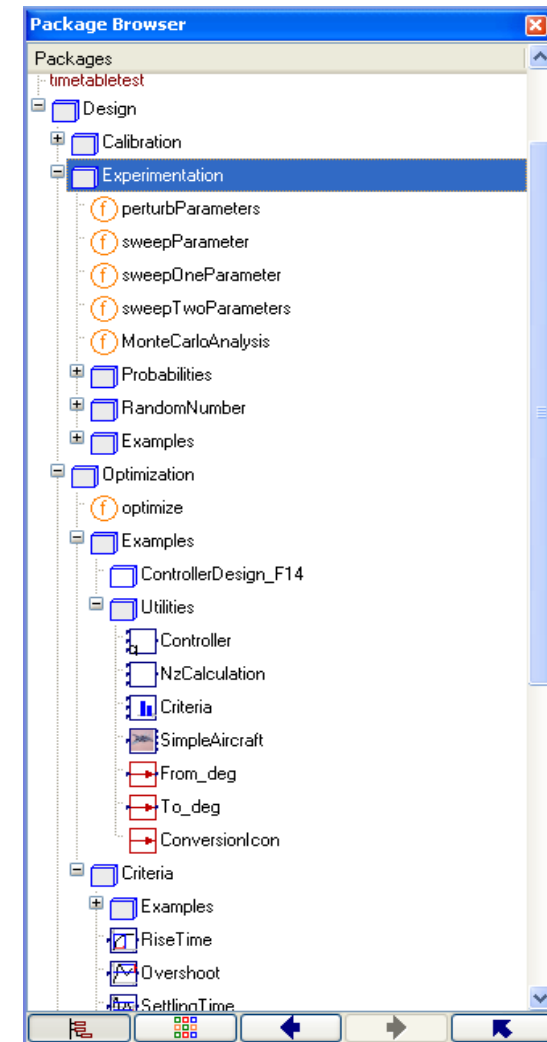 Package Browser
Packages
timetabletest
Design
Calibration
Experimentation
perturbParameters
sweepParameter
sweepOneParameter
sweepTwoParameters
MonteCarloAnalysis
Probabilities
RandomNumber
Examples
Optimization
optimize
Examples
ControllerDesign_F14
Utilities
Controller
NzCalculation
Criteria
SimpleAircraft
From_deg
To_deg
ConversionIcon
Criteria
Examples
RiseTime
Overshoot
SettlingTime